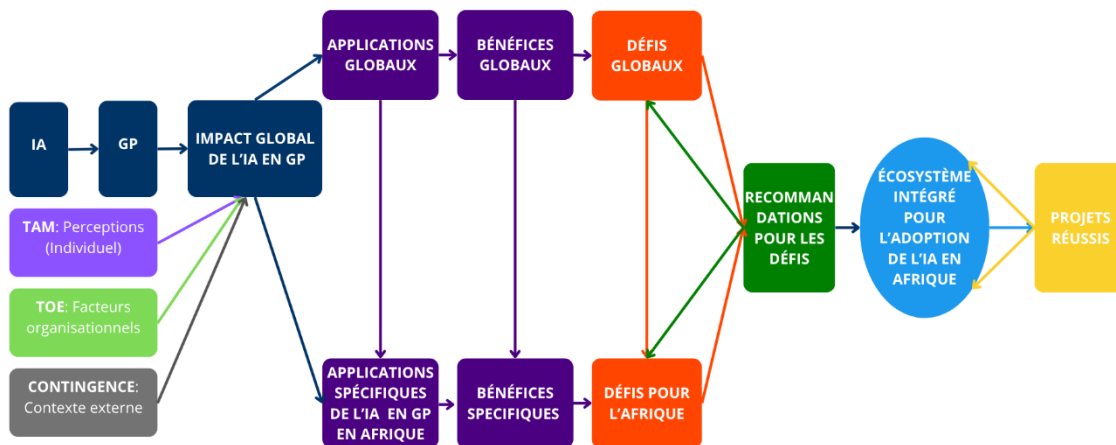 IA
GP
IMPACT GLOBAL
DE L'IA EN GP
TAM: Perceptions
(Individuel)
TOE: Facteurs
organisationnels
CONTINGENCE:
Contexte externe
APPLICATIONS
GLOBAUX
BÉNÉFICES
GLOBAUX
DÉFIS
GLOBAUX
APPLICATIONS
SPÉCIFIQUES
DE L'IA EN GP
EN AFRIQUE
BÉNÉFICES
SPECIFIQUES
DÉFIS POUR
L'AFRIQUE
RECOMMAN
DATIONS
POUR LES
DÉFIS
ÉCOSYSTÈME
INTÉGRÉ
POUR
L'ADOPTION
DE L'IA EN
AFRIQUE
PROJETS
RÉUSSIS